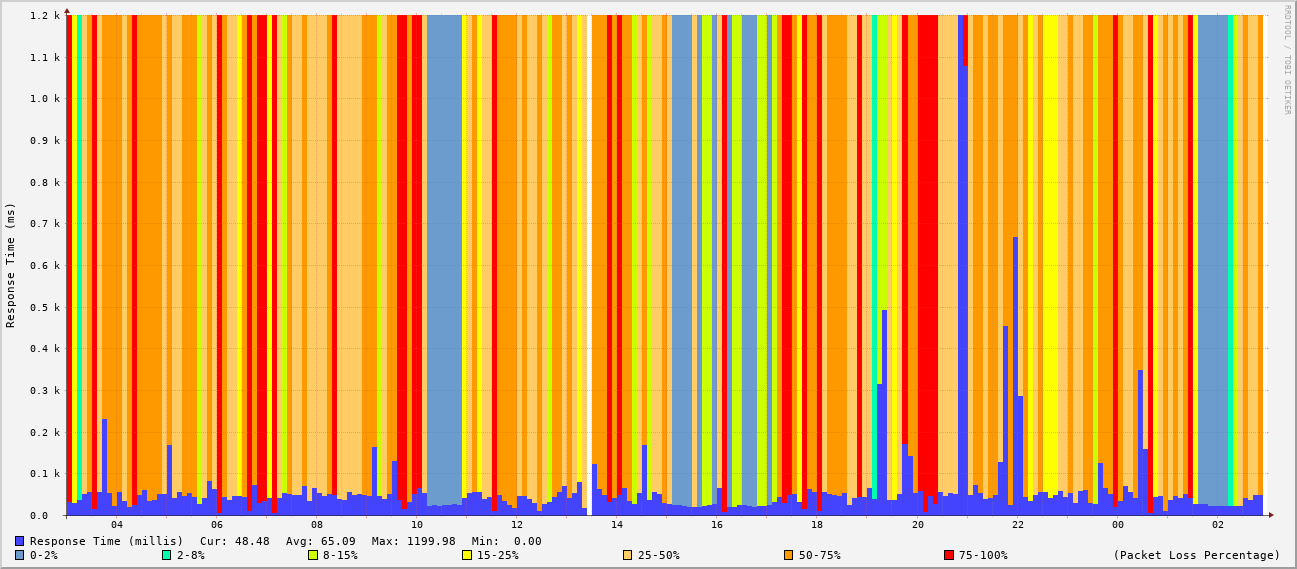 1.2 k
1.1 k
1.0 k
0.9 k
0.8 k
0.7 k
0.6 k
0.5 k
0.4 k
0.3 k
0.2 k
0.1 k
0.0
Response Time (ms)
RRDTOOL / TOBI OETIKER
04 06 08 10 12 14 16 18 20 22 00 02
Response Time (millis) Cur: 48.48 Avg: 65.09 Max: 1199.98 Min: 0.00
0-2% 2-8% 8-15% 15-25% 25-50% 50-75% 75-100% (Packet Loss Percentage)